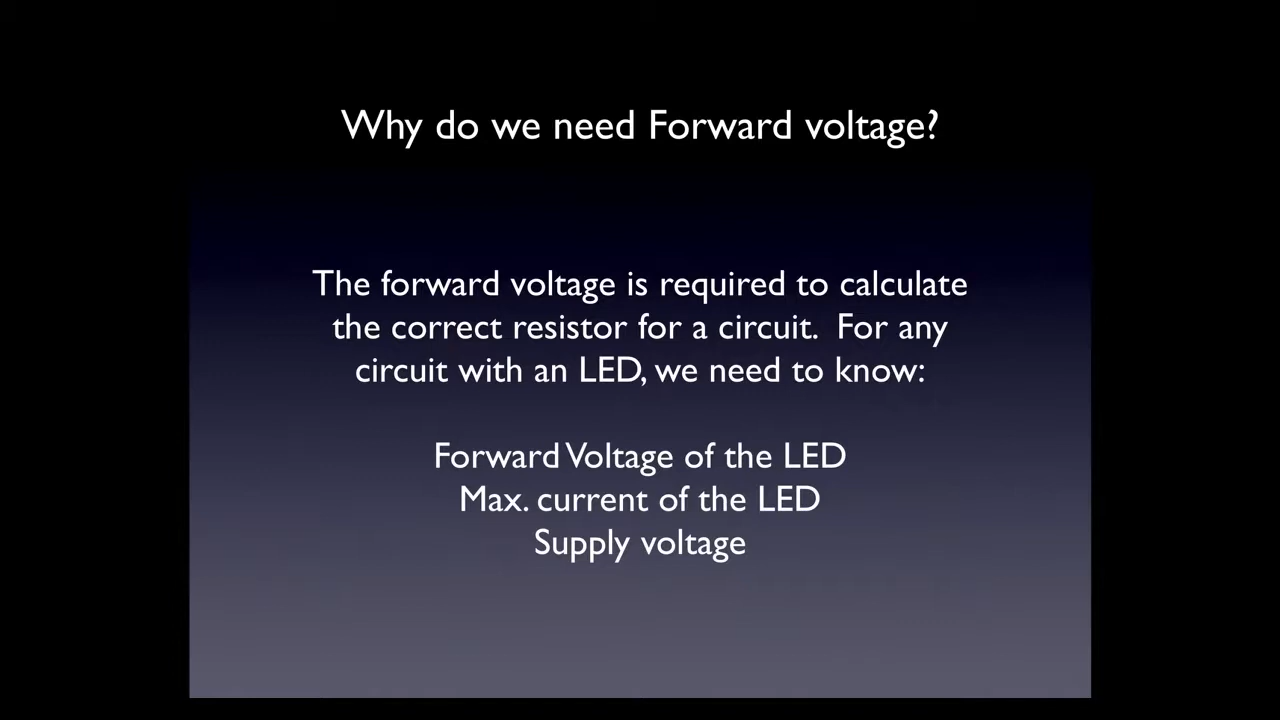 Why do we need Forward voltage?
The forward voltage is required to calculate
the correct resistor for a circuit.  For any
circuit with an LED, we need to know:
Forward Voltage of the LED
Max. current of the LED
Supply voltage